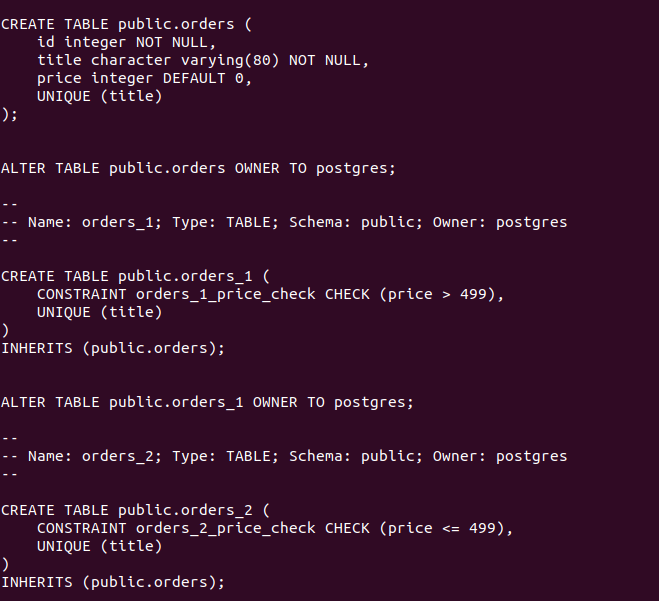 CREATE TABLE public.orders (
    id integer NOT NULL,
    title character varying(80) NOT NULL,
    price integer DEFAULT 0,
    UNIQUE (title)
);
ALTER TABLE public.orders OWNER TO postgres;
--
-- Name: orders_1; Type: TABLE; Schema: public; Owner: postgres
--
CREATE TABLE public.orders_1 (
    CONSTRAINT orders_1_price_check CHECK (price > 499),
    UNIQUE (title)
)
INHERITS (public.orders);
ALTER TABLE public.orders_1 OWNER TO postgres;
--
-- Name: orders_2; Type: TABLE; Schema: public; Owner: postgres
--
CREATE TABLE public.orders_2 (
    CONSTRAINT orders_2_price_check CHECK (price <= 499),
    UNIQUE (title)
)
INHERITS (public.orders);